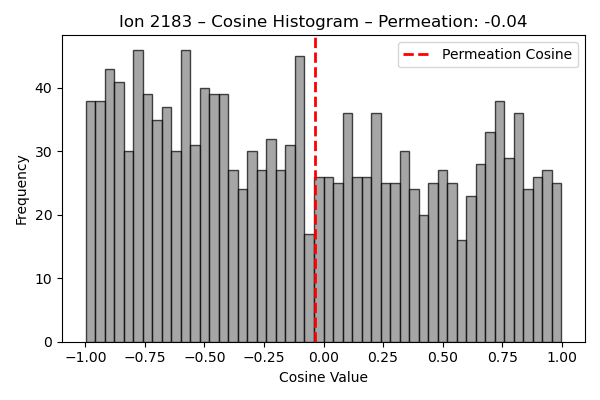 Ion 2183 – Cosine Histogram – Permeation: -0.04
Permeation Cosine
Frequency
40
30
20
10
0
−1.00 −0.75 −0.50 −0.25 0.00 0.25 0.50 0.75 1.00
Cosine Value